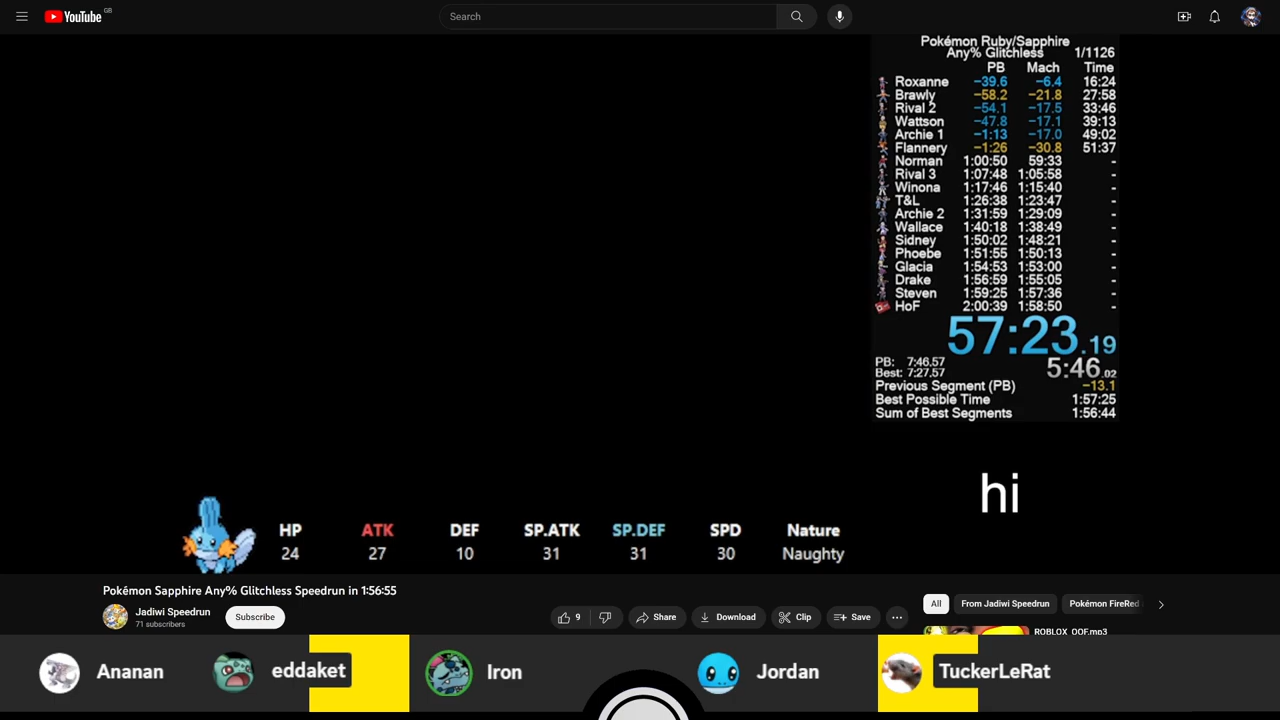 YouTube GB
Search
Pokémon Ruby/Sapphire
Any% Glitchless 1/1126
PB Mach Time
Roxanne −39.6 −6.4 16:24
Brawly −58.2 −21.8 27:58
Rival 2 −54.1 −17.5 33:46
Wattson −47.8 −17.1 39:13
Archie 1 −1:13 −17.0 49:02
Flannery −1:26 −30.8 51:37
Norman 1:00:50 59:33 -
Rival 3 1:07:48 1:05:58 -
Winona 1:17:46 1:15:40 -
T&L 1:26:38 1:23:47 -
Archie 2 1:31:59 1:29:09 -
Wallace 1:40:18 1:38:49 -
Sidney 1:50:02 1:48:21 -
Phoebe 1:51:55 1:50:13 -
Glacia 1:54:53 1:53:00 -
Drake 1:56:59 1:55:05 -
Steven 1:59:25 1:57:36 -
HoF 2:00:39 1:58:50 -
57:23.19
PB: 7:46.57
Best: 7:27.57 5:46.02
Previous Segment (PB) −13.1
Best Possible Time 1:57:25
Sum of Best Segments 1:56:44
hi
HP ATK DEF SP.ATK SP.DEF SPD Nature
24 27 10 31 31 30 Naughty
Pokémon Sapphire Any% Glitchless Speedrun in 1:56:55
Jadiwi Speedrun
71 subscribers
Subscribe
9 Share Download Clip Save
All From Jadiwi Speedrun Pokémon FireRed
ROBLOX OOF.mp3
Ananan eddaket Iron Jordan TuckerLeRat